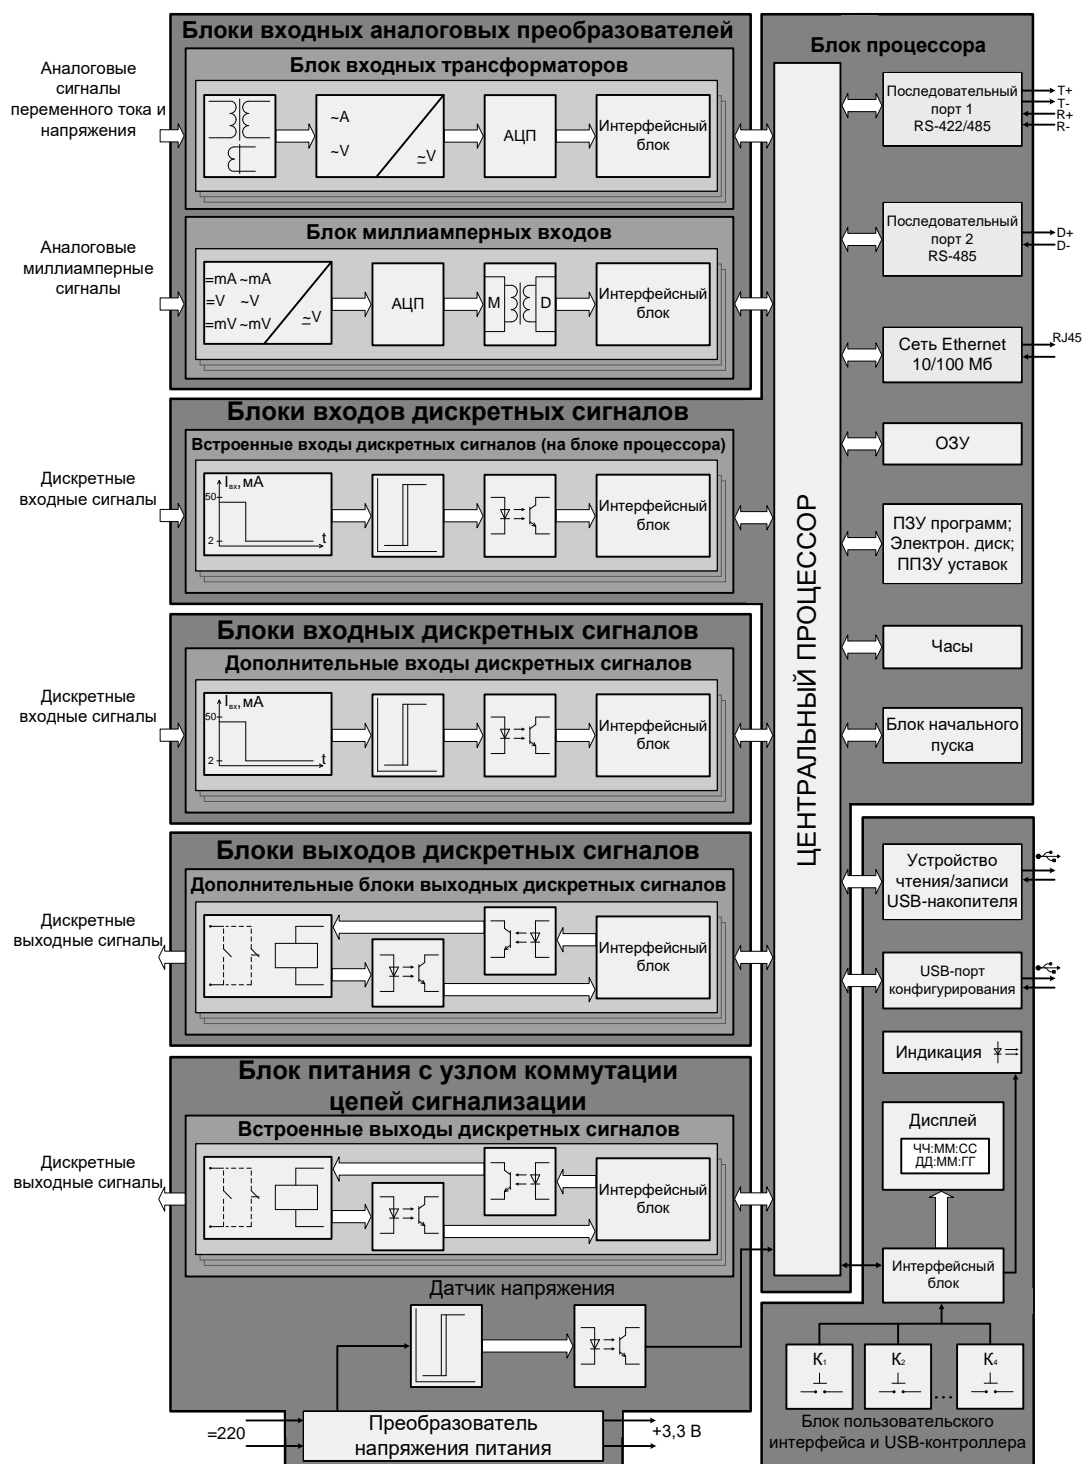 Блоки входных аналоговых преобразователей
Аналоговые
сигналы
переменного тока и
напряжения
Блок входных трансформаторов
~A
~V
≃V
АЦП
Интерфейсный
блок
Аналоговые
миллиамперные
сигналы
Блок миллиамперных входов
=mA ~mA
=V ~V
=mV ~mV
≃V
АЦП
M D
Интерфейсный
блок
Блоки входов дискретных сигналов
Дискретные
входные сигналы
Встроенные входы дискретных сигналов (на блоке процессора)
Iвх, мА
50
2
t
Интерфейсный
блок
Блоки входных дискретных сигналов
Дискретные
входные сигналы
Дополнительные входы дискретных сигналов
Iвх, мА
50
2
t
Интерфейсный
блок
Блоки выходов дискретных сигналов
Дискретные
выходные сигналы
Дополнительные блоки выходных дискретных сигналов
Интерфейсный
блок
Блок питания с узлом коммутации
цепей сигнализации
Дискретные
выходные сигналы
Встроенные выходы дискретных сигналов
Интерфейсный
блок
Датчик напряжения
=220
Преобразователь
напряжения питания
+3,3 В
Блок процессора
ЦЕНТРАЛЬНЫЙ ПРОЦЕССОР
Последовательный
порт 1
RS-422/485
T+
T-
R+
R-
Последовательный
порт 2
RS-485
D+
D-
Сеть Ethernet
10/100 Мб
RJ45
ОЗУ
ПЗУ программ;
Электрон. диск;
ППЗУ уставок
Часы
Блок начального
пуска
Устройство
чтения/записи
USB-накопителя
USB-порт
конфигурирования
Индикация
Дисплей
ЧЧ:ММ:СС
ДД:ММ:ГГ
Интерфейсный
блок
К1
К2
...
К4
Блок пользовательского
интерфейса и USB-контроллера